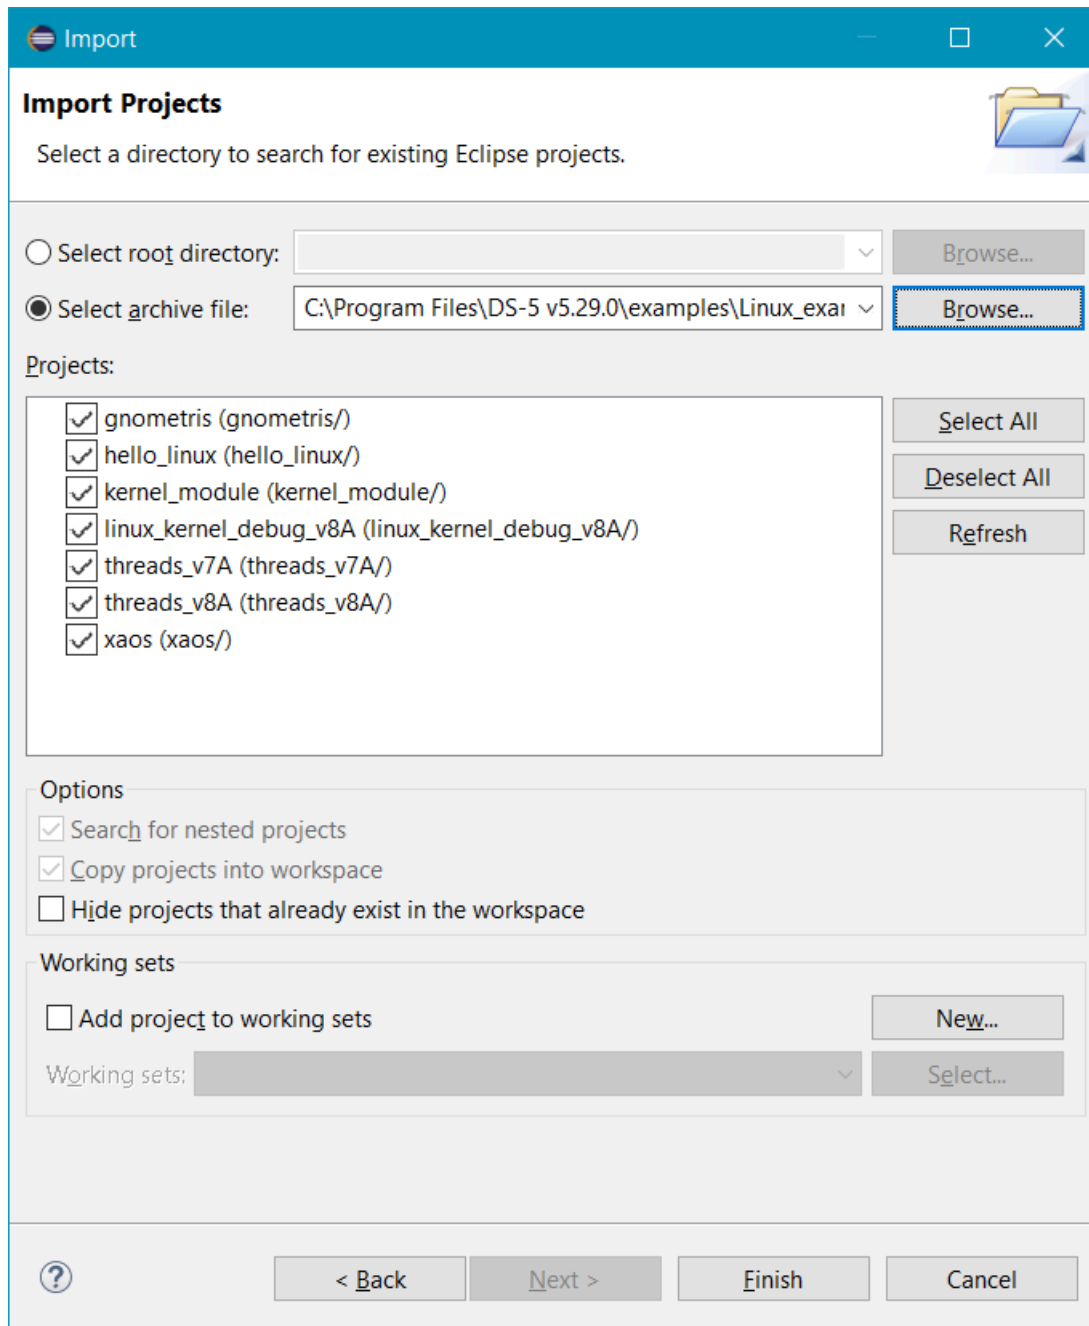 Import
Import Projects
Select a directory to search for existing Eclipse projects.
Select root directory: Browse...
Select archive file: C:\Program Files\DS-5 v5.29.0\examples\Linux_exar Browse...
Projects:
gnometris (gnometris/)
Select All
hello_linux (hello_linux/)
kernel_module (kernel_module/)
Deselect All
linux_kernel_debug_v8A (linux_kernel_debug_v8A/)
Refresh
threads_v7A (threads_v7A/)
threads_v8A (threads_v8A/)
xaos (xaos/)
Options
Search for nested projects
Copy projects into workspace
Hide projects that already exist in the workspace
Working sets
Add project to working sets New...
Working sets: Select...
? < Back Next > Finish Cancel